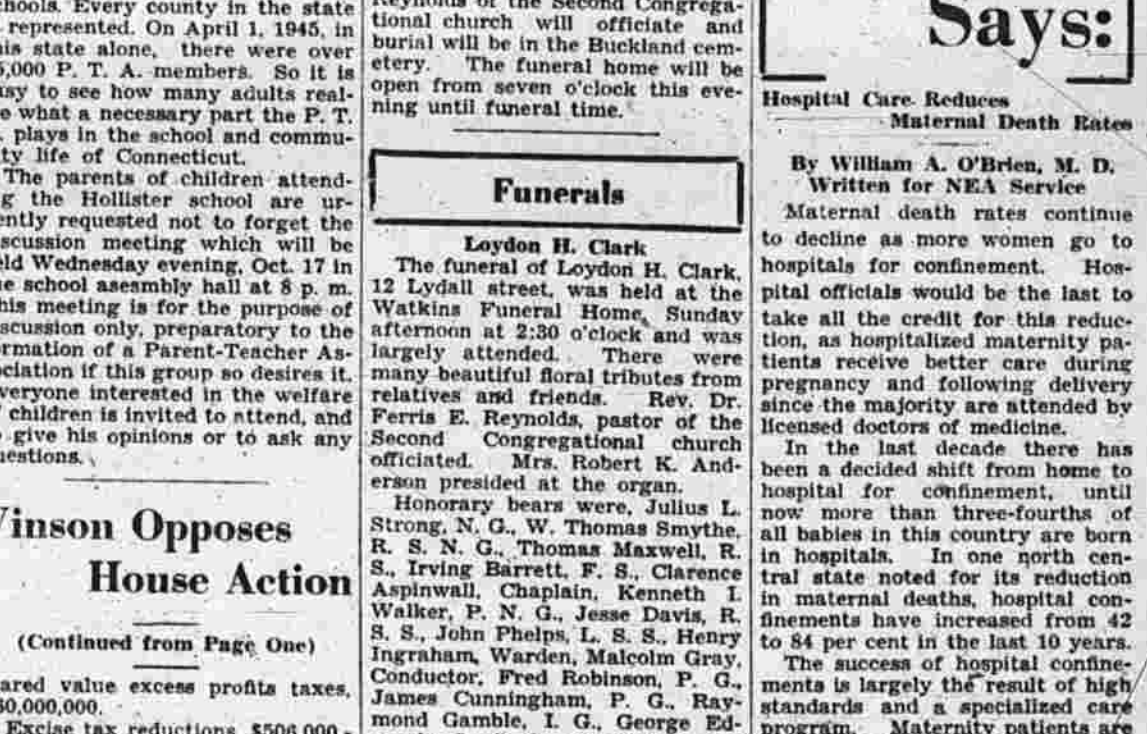 schools. Every county in the state
represented. On April 1, 1945, in
this state alone, there were over
5,000 P. T. A. members. So it is
easy to see how many adults real-
what a necessary part the P. T.
plays in the school and commu-
ty life of Connecticut.
The parents of children attend-
g the Hollister school are ur-
ently requested not to forget the
scussion meeting which will be
eld Wednesday evening, Oct. 17 in
e school asesmbly hall at 8 p. m.
his meeting is for the purpose of
scussion only, preparatory to the
ormation of a Parent-Teacher As-
ociation if this group so desires it.
veryone interested in the welfare
children is invited to attend, and
give his opinions or to ask any
uestions.
Vinson Opposes
House Action
(Continued from Page One)
ared value excess profits taxes,
Excise tax reductions, $506,000,-
Reynolds of the Second Congrega-
tional church will officiate and
burial will be in the Buckland cem-
etery. The funeral home will be
open from seven o'clock this eve-
ning until funeral time.
Funerals
Loydon H. Clark
The funeral of Loydon H. Clark,
12 Lydall street, was held at the
Watkins Funeral Home, Sunday
afternoon at 2:30 o'clock and was
largely attended. There were
many beautiful floral tributes from
relatives and friends. Rev. Dr.
Ferris E. Reynolds, pastor of the
Second Congregational church
officiated. Mrs. Robert K. And-
erson presided at the organ.
Honorary bears were, Julius L.
Strong, N. G., W. Thomas Smythe,
R. S. N. G., Thomas Maxwell, R.
S., Irving Barrett, F. S., Clarence
Aspinwall, Chaplain, Kenneth I.
Walker, P. N. G., Jesse Davis, R.
S. S., John Phelps, L. S. S., Henry
Ingraham, Warden, Malcolm Gray,
Conductor, Fred Robinson, P. G.,
James Cunningham, P. G., Ray-
mond Gamble, I. G., George Ed-
Says:
Hospital Care Reduces
Maternal Death Rates
By William A. O'Brien, M. D.
Written for NEA Service
Maternal death rates continue
to decline as more women go to
hospitals for confinement. Hos-
pital officials would be the last to
take all the credit for this reduc-
tion, as hospitalized maternity pa-
tients receive better care during
pregnancy and following delivery
since the majority are attended by
licensed doctors of medicine.
In the last decade there has
been a decided shift from home to
hospital for confinement, until
now more than three-fourths of
all babies in this country are born
in hospitals. In one north cen-
tral state noted for its reduction
in maternal deaths, hospital con-
finements have increased from 42
to 84 per cent in the last 10 years.
The success of hospital confine-
ments is largely the result of high
standards and a specialized care
program. Maternity patients are